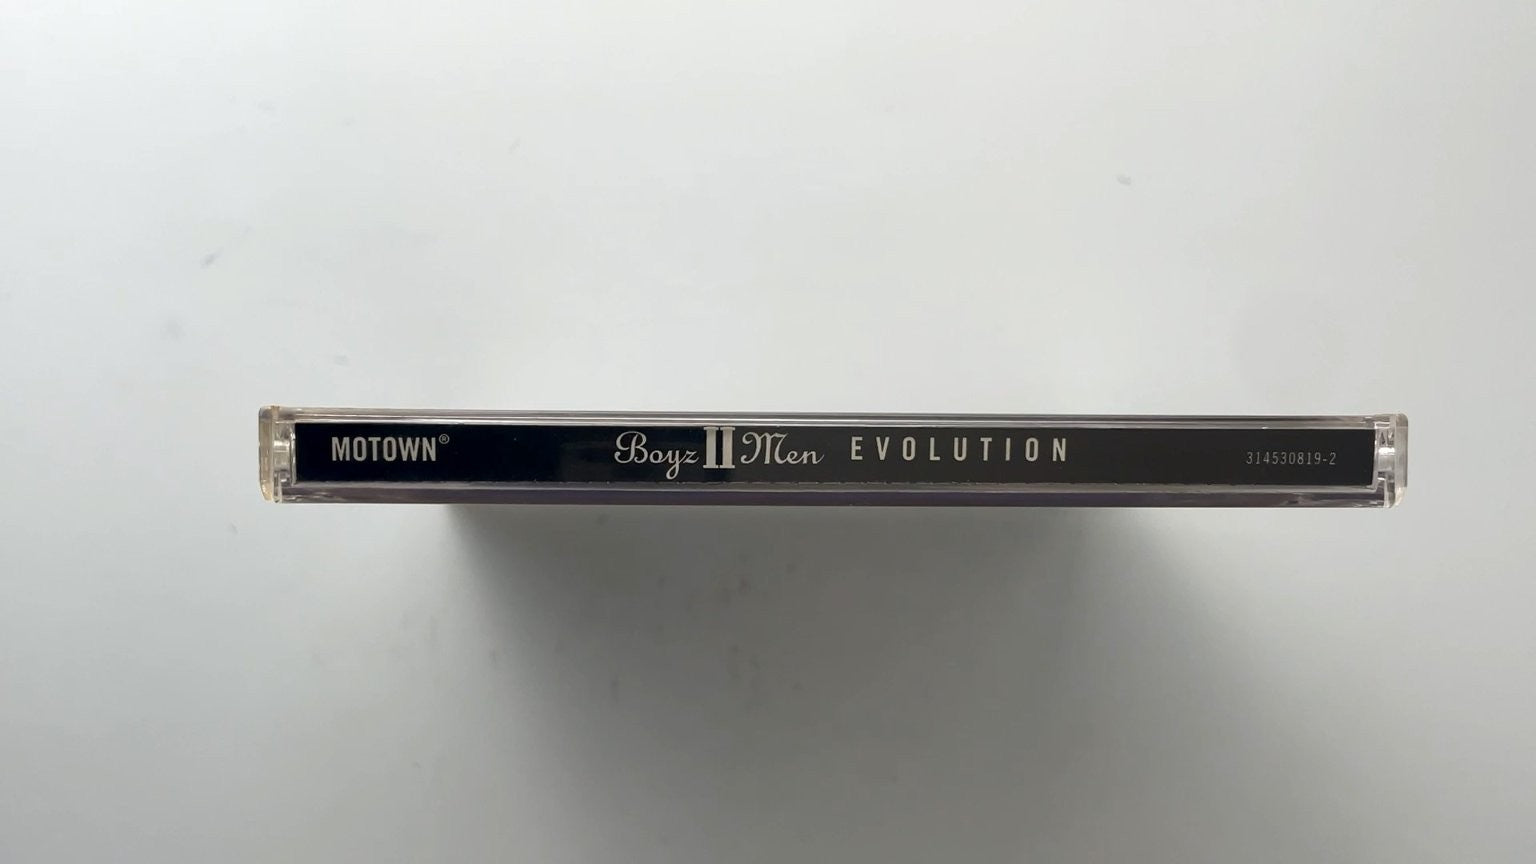 MOTOWN® Boyz II Men EVOLUTION 314530819-2